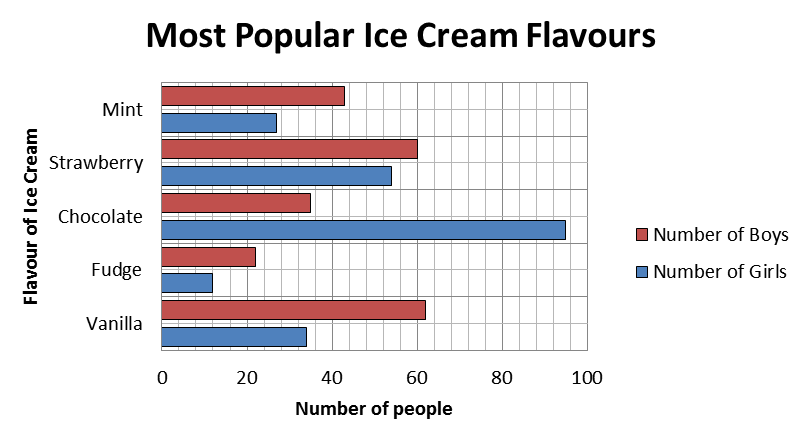 Most Popular Ice Cream Flavours
Flavour of Ice Cream
Mint
Strawberry
Chocolate
Fudge
Vanilla
Number of Boys
Number of Girls
0 20 40 60 80 100
Number of people